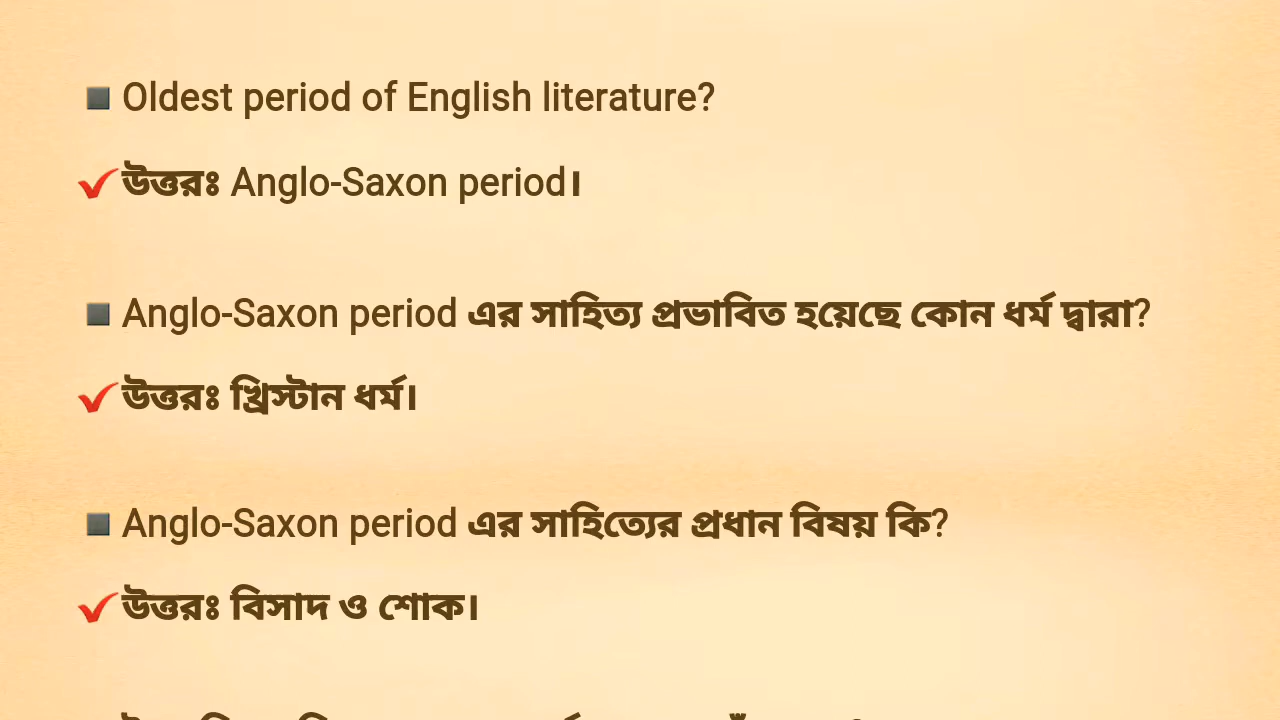 ◾ Oldest period of English literature?
✔উত্তরঃ Anglo-Saxon period।
◾ Anglo-Saxon period এর সাহিত্য প্রভাবিত হয়েছে কোন ধর্ম দ্বারা?
✔উত্তরঃ খ্রিস্টান ধর্ম।
◾ Anglo-Saxon period এর সাহিত্যের প্রধান বিষয় কি?
✔উত্তরঃ বিসাদ ও শোক।